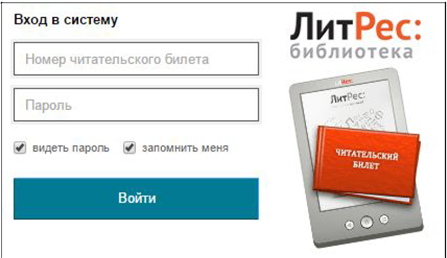 Вход в систему
Номер читательского билета
Пароль
видеть пароль
запомнить меня
Войти
ЛитРес:
библиотека
ЛитРес:
ЧИТАТЕЛЬСКИЙ
БИЛЕТ